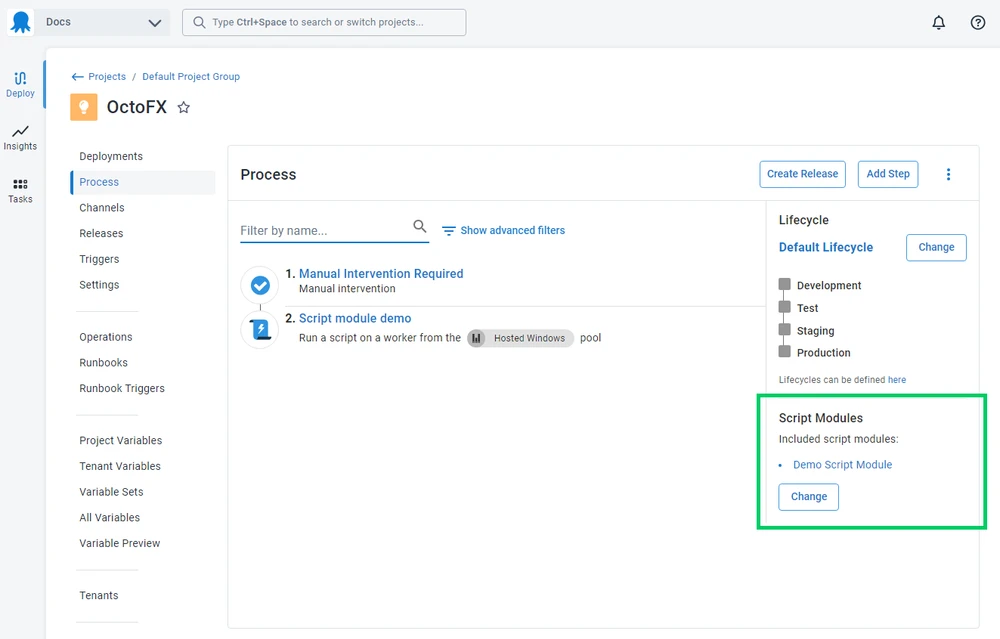 Docs
Type Ctrl+Space to search or switch projects...
Deploy
Insights
Tasks
Projects / Default Project Group
OctoFX
Deployments
Process
Channels
Releases
Triggers
Settings
Operations
Runbooks
Runbook Triggers
Project Variables
Tenant Variables
Variable Sets
All Variables
Variable Preview
Tenants
Process
Create Release
Add Step
Filter by name...
Show advanced filters
1. Manual Intervention Required
Manual intervention
2. Script module demo
Run a script on a worker from the Hosted Windows pool
Lifecycle
Default Lifecycle
Change
Development
Test
Staging
Production
Lifecycles can be defined here
Script Modules
Included script modules:
Demo Script Module
Change